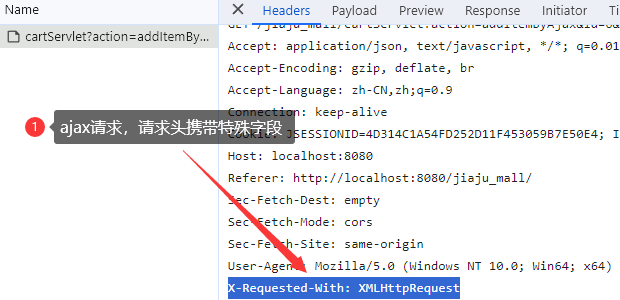 Name
Headers
Payload
Preview
Response
Initiator
Timing
cartServlet?action=addItemBy...
GET /jiaju_mall/cartServlet?action=addItemByAjax&id=6&
Accept: application/json, text/javascript, */*; q=0.01
Accept-Encoding: gzip, deflate, br
Accept-Language: zh-CN,zh;q=0.9
Connection: keep-alive
1 ajax请求，请求头携带特殊字段
Cookie: JSESSIONID=4D314C1A54FD252D11F453059B7E50E4; I
Host: localhost:8080
Referer: http://localhost:8080/jiaju_mall/
Sec-Fetch-Dest: empty
Sec-Fetch-Mode: cors
Sec-Fetch-Site: same-origin
User-Agent: Mozilla/5.0 (Windows NT 10.0; Win64; x64)
X-Requested-With: XMLHttpRequest